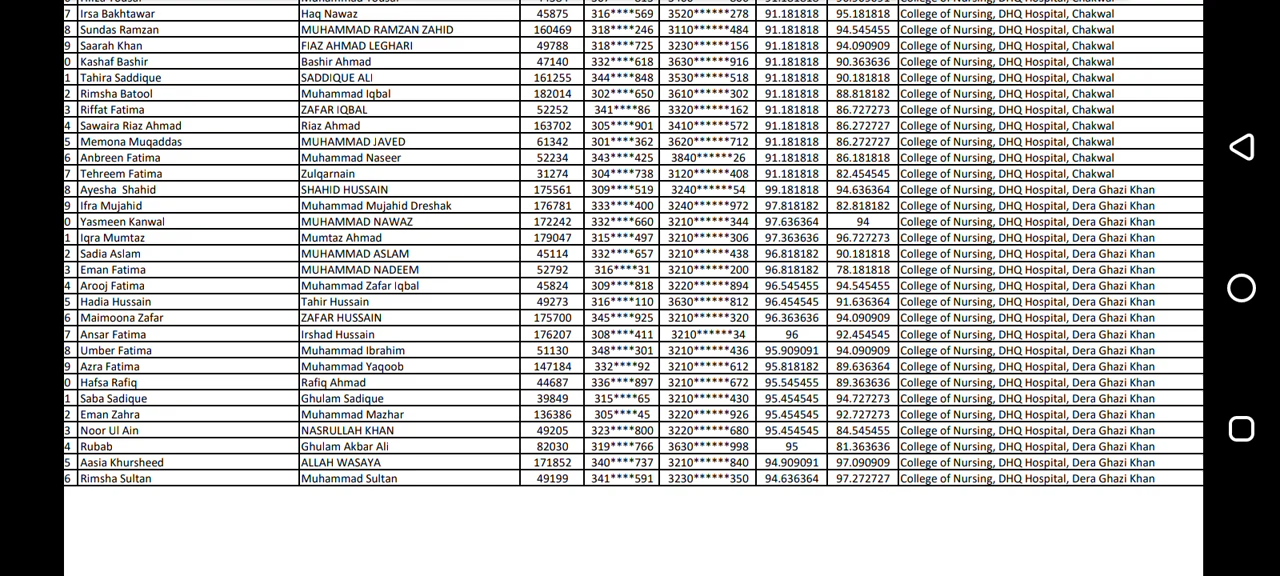 7 Irsa Bakhtawar Haq Nawaz 45875 316****569 3520******278 91.181818 95.181818 College of Nursing, DHQ Hospital, Chakwal
8 Sundas Ramzan MUHAMMAD RAMZAN ZAHID 160469 318****246 3110******484 91.181818 94.545455 College of Nursing, DHQ Hospital, Chakwal
9 Saarah Khan FIAZ AHMAD LEGHARI 49788 318****725 3230******156 91.181818 94.090909 College of Nursing, DHQ Hospital, Chakwal
0 Kashaf Bashir Bashir Ahmad 47140 332****618 3630******916 91.181818 90.363636 College of Nursing, DHQ Hospital, Chakwal
1 Tahira Saddique SADDIQUE ALI 161255 344****848 3530******518 91.181818 90.181818 College of Nursing, DHQ Hospital, Chakwal
2 Rimsha Batool Muhammad Iqbal 182014 302****650 3610******302 91.181818 88.818182 College of Nursing, DHQ Hospital, Chakwal
3 Riffat Fatima ZAFAR IQBAL 52252 341****86 3320******162 91.181818 86.727273 College of Nursing, DHQ Hospital, Chakwal
4 Sawaira Riaz Ahmad Riaz Ahmad 163702 305****901 3410******572 91.181818 86.272727 College of Nursing, DHQ Hospital, Chakwal
5 Memona Muqaddas MUHAMMAD JAVED 61342 301****362 3620******712 91.181818 86.272727 College of Nursing, DHQ Hospital, Chakwal
6 Anbreen Fatima Muhammad Naseer 52234 343****425 3840******26 91.181818 86.181818 College of Nursing, DHQ Hospital, Chakwal
7 Tehreem Fatima Zulqarnain 31274 304****738 3120******408 91.181818 82.454545 College of Nursing, DHQ Hospital, Chakwal
8 Ayesha Shahid SHAHID HUSSAIN 175561 309****519 3240******54 99.181818 94.636364 College of Nursing, DHQ Hospital, Dera Ghazi Khan
9 Ifra Mujahid Muhammad Mujahid Dreshak 176781 333****400 3240******972 97.818182 82.818182 College of Nursing, DHQ Hospital, Dera Ghazi Khan
0 Yasmeen Kanwal MUHAMMAD NAWAZ 172242 332****660 3210******344 97.636364 94 College of Nursing, DHQ Hospital, Dera Ghazi Khan
1 Iqra Mumtaz Mumtaz Ahmad 179047 315****497 3210******306 97.363636 96.727273 College of Nursing, DHQ Hospital, Dera Ghazi Khan
2 Sadia Aslam MUHAMMAD ASLAM 45114 332****657 3210******438 96.818182 90.181818 College of Nursing, DHQ Hospital, Dera Ghazi Khan
3 Eman Fatima MUHAMMAD NADEEM 52792 316****31 3210******200 96.818182 78.181818 College of Nursing, DHQ Hospital, Dera Ghazi Khan
4 Arooj Fatima Muhammad Zafar Iqbal 45824 309****818 3220******894 96.545455 94.545455 College of Nursing, DHQ Hospital, Dera Ghazi Khan
5 Hadia Hussain Tahir Hussain 49273 316****110 3630******812 96.454545 91.636364 College of Nursing, DHQ Hospital, Dera Ghazi Khan
6 Maimoona Zafar ZAFAR HUSSAIN 175700 345****925 3210******320 96.363636 94.090909 College of Nursing, DHQ Hospital, Dera Ghazi Khan
7 Ansar Fatima Irshad Hussain 176207 308****411 3210******34 96 92.454545 College of Nursing, DHQ Hospital, Dera Ghazi Khan
8 Umber Fatima Muhammad Ibrahim 51130 348****301 3210******436 95.909091 94.090909 College of Nursing, DHQ Hospital, Dera Ghazi Khan
9 Azra Fatima Muhammad Yaqoob 147184 332****92 3210******612 95.818182 89.636364 College of Nursing, DHQ Hospital, Dera Ghazi Khan
0 Hafsa Rafiq Rafiq Ahmad 44687 336****897 3210******672 95.545455 89.363636 College of Nursing, DHQ Hospital, Dera Ghazi Khan
1 Saba Sadique Ghulam Sadique 39849 315****65 3210******430 95.454545 94.727273 College of Nursing, DHQ Hospital, Dera Ghazi Khan
2 Eman Zahra Muhammad Mazhar 136386 305****45 3220******926 95.454545 92.727273 College of Nursing, DHQ Hospital, Dera Ghazi Khan
3 Noor Ul Ain NASRULLAH KHAN 49205 323****800 3220******680 95.454545 84.545455 College of Nursing, DHQ Hospital, Dera Ghazi Khan
4 Rubab Ghulam Akbar Ali 82030 319****766 3630******998 95 81.363636 College of Nursing, DHQ Hospital, Dera Ghazi Khan
5 Aasia Khursheed ALLAH WASAYA 171852 340****737 3210******840 94.909091 97.090909 College of Nursing, DHQ Hospital, Dera Ghazi Khan
6 Rimsha Sultan Muhammad Sultan 49199 341****591 3230******350 94.636364 97.272727 College of Nursing, DHQ Hospital, Dera Ghazi Khan